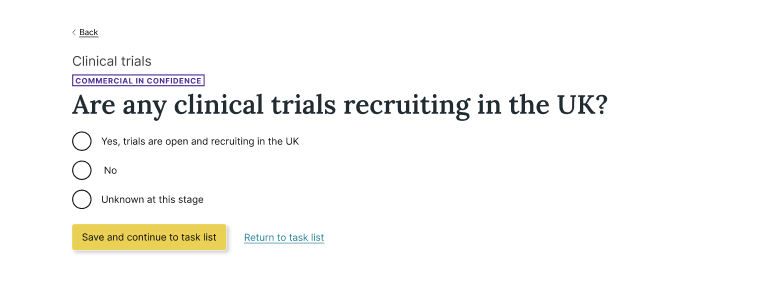 Back
Clinical trials
COMMERCIAL IN CONFIDENCE
Are any clinical trials recruiting in the UK?
Yes, trials are open and recruiting in the UK
No
Unknown at this stage
Save and continue to task list Return to task list